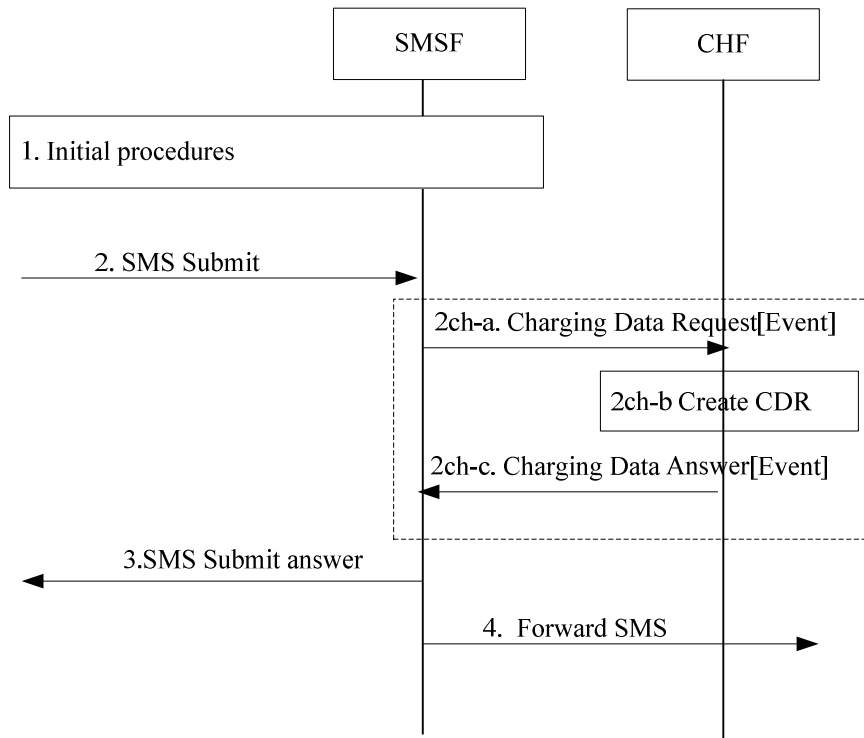 SMSF
CHF
1. Initial procedures
2. SMS Submit
2ch-a. Charging Data Request[Event]
2ch-b Create CDR
2ch-c. Charging Data Answer[Event]
3.SMS Submit answer
4. Forward SMS